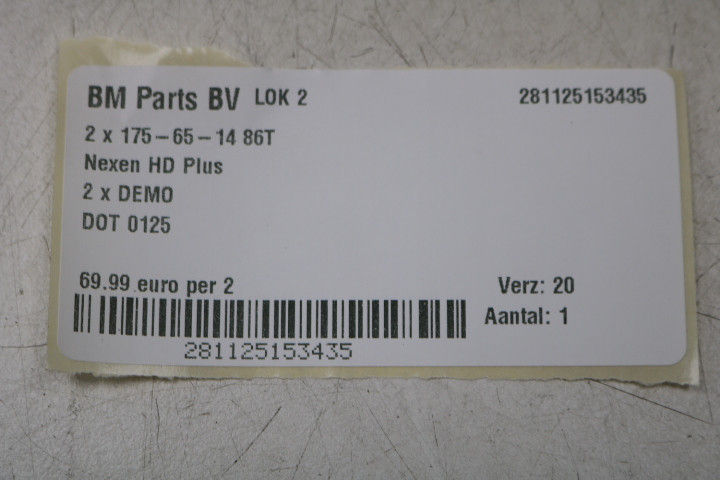 BM Parts BV LOK 2 281125153435
2 x 175-65-14 86T
Nexen HD Plus
2 x DEMO
DOT 0125
69.99 euro per 2 Verz: 20
Aantal: 1
281125153435